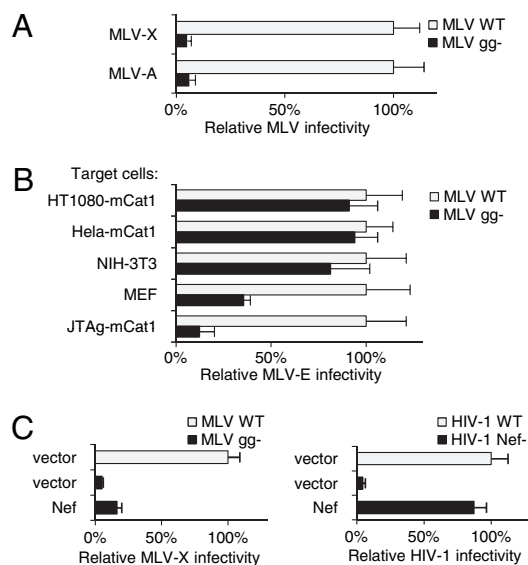 A
MLV WT
MLV gg-
MLV-X
MLV-A
0% 50% 100%
Relative MLV infectivity
B
Target cells:
MLV WT
MLV gg-
HT1080-mCat1
Hela-mCat1
NIH-3T3
MEF
JTAg-mCat1
0% 50% 100%
Relative MLV-E infectivity
C
MLV WT
MLV gg-
vector
vector
Nef
0% 50% 100%
Relative MLV-X infectivity
HIV-1 WT
HIV-1 Nef-
vector
vector
Nef
0% 50% 100%
Relative HIV-1 infectivity